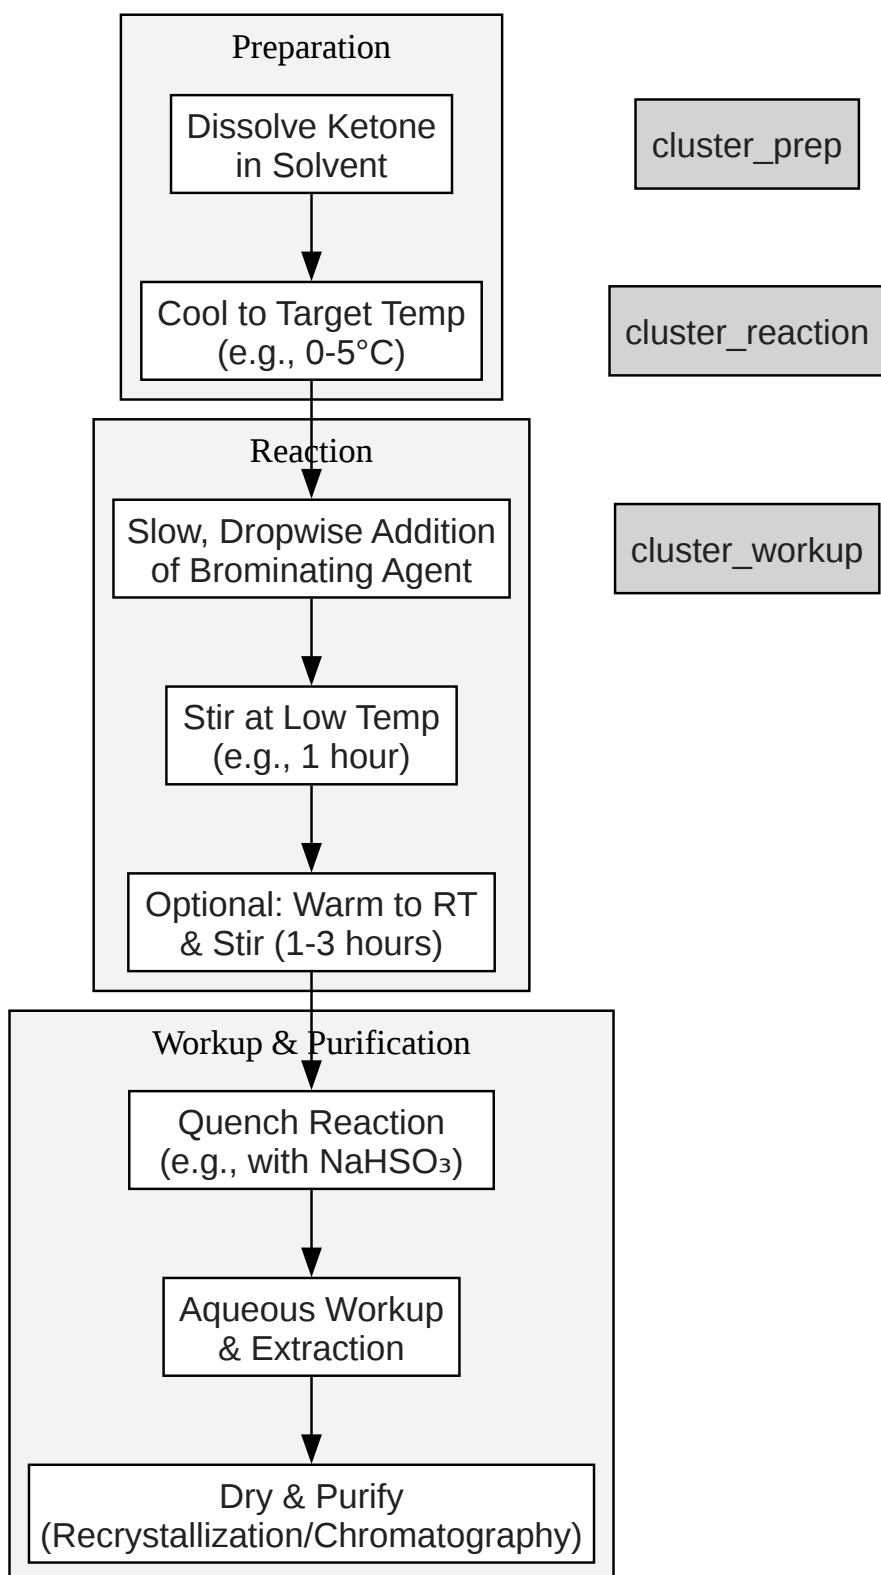 Preparation
Dissolve Ketone
in Solvent
cluster_prep
Cool to Target Temp
(e.g., 0-5°C)
cluster_reaction
Reaction
Slow, Dropwise Addition
of Brominating Agent
cluster_workup
Stir at Low Temp
(e.g., 1 hour)
Optional: Warm to RT
& Stir (1-3 hours)
Workup & Purification
Quench Reaction
(e.g., with NaHSO₃)
Aqueous Workup
& Extraction
Dry & Purify
(Recrystallization/Chromatography)